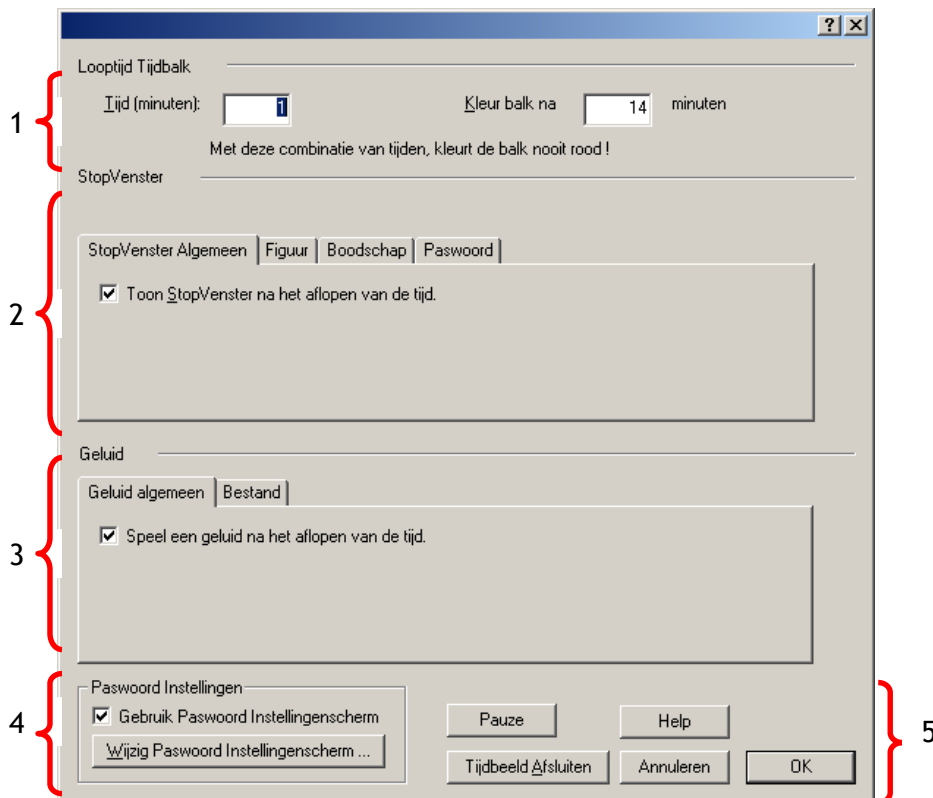 ? X
Looptijd Tijdbalk
1
Tijd (minuten): 1 Kleur balk na 14 minuten
Met deze combinatie van tijden, kleurt de balk nooit rood !
StopVenster
2
StopVenster Algemeen Figuur Boodschap Paswoord
Toon StopVenster na het aflopen van de tijd.
Geluid
3
Geluid algemeen Bestand
Speel een geluid na het aflopen van de tijd.
4
Paswoord Instellingen
Gebruik Paswoord Instellingenscherm
Wijzig Paswoord Instellingenscherm ...
Pauze Help
Tijdbeeld Afsluiten Annuleren OK
5